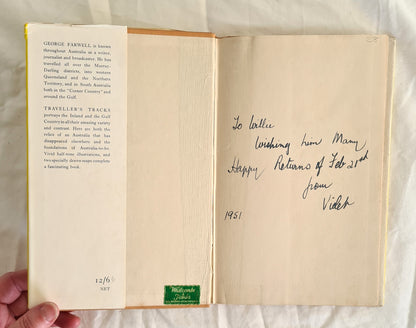 GEORGE FARWELL is known
throughout Australia as a writer,
journalist and broadcaster. He has
travelled all over the Murray-
Darling districts, into western
Queensland and the Northern
Territory, and in South Australia
both in the "Corner Country" and
around the Gulf.
TRAVELLER'S TRACKS
portrays the Inland and the Gulf
Country in all their amazing variety
and contrast. Here are both the
relics of an Australia that has
disappeared elsewhere and the
foundations of Australia-to-be.
Vivid half-tone illustrations, and
two specially drawn maps complete
a fascinating book.
12/6
NET
Whitcombe
& Tombs
To Willie
Wishing him Many
Happy Returns of Feb 21st
from
Violet
1951